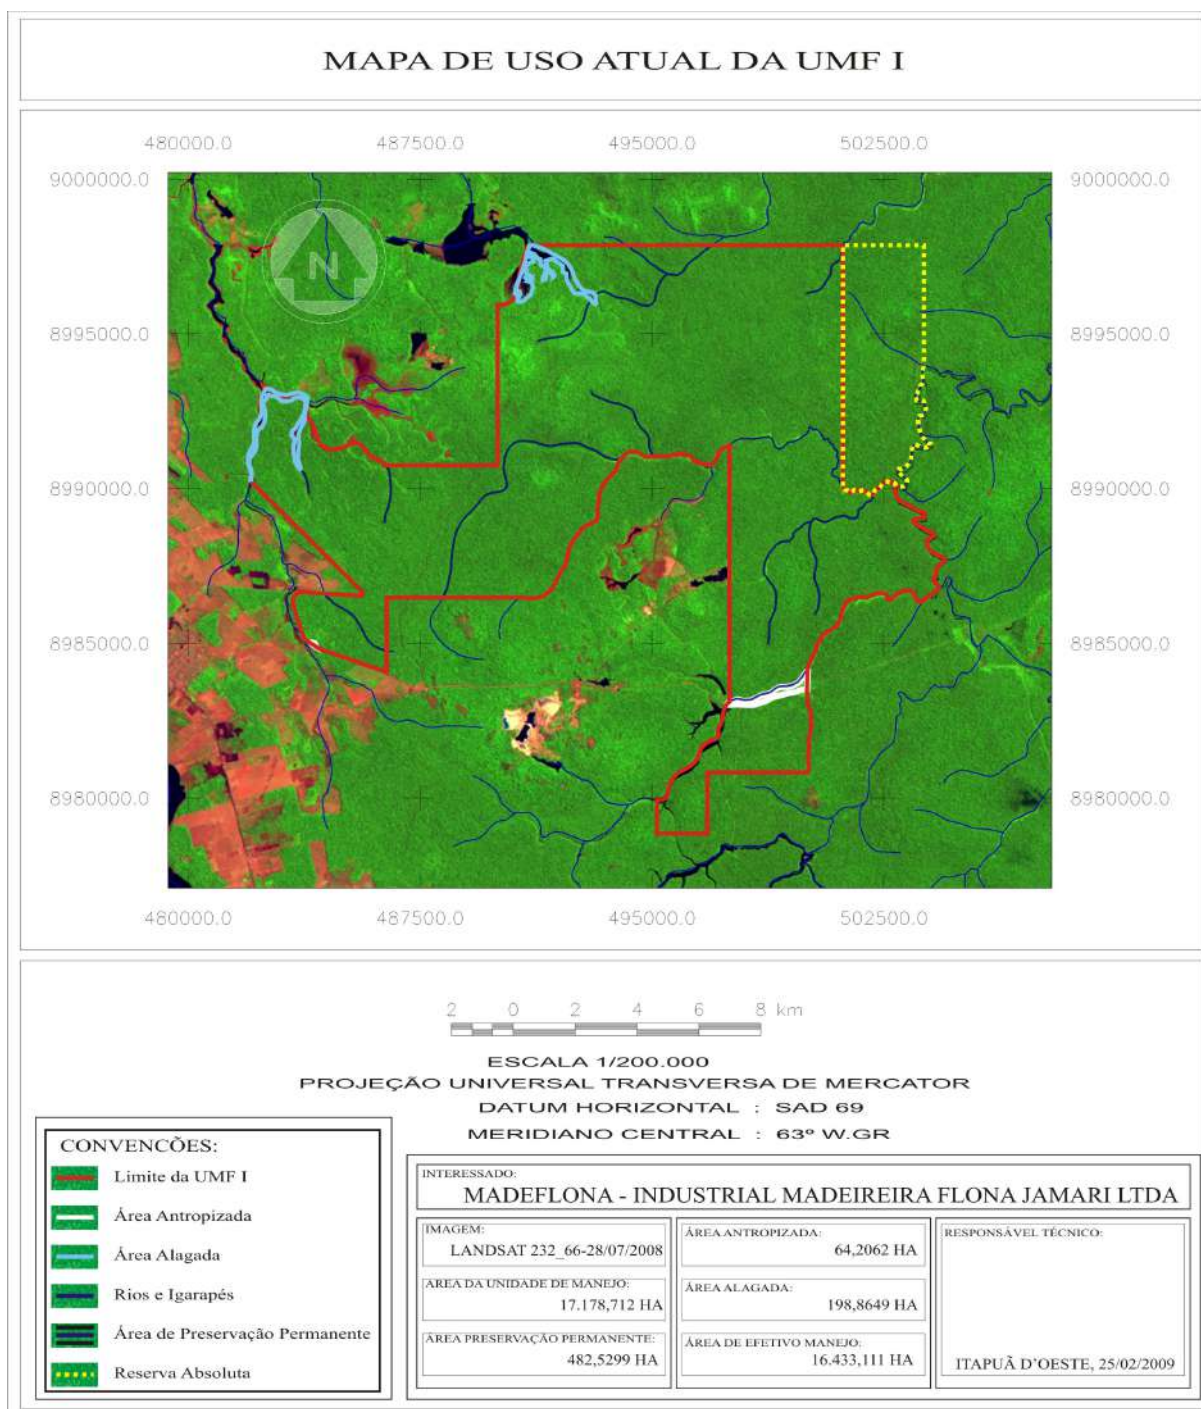 MAPA DE USO ATUAL DA UMF I
480000.0 487500.0 495000.0 502500.0
9000000.0 9000000.0
N
8995000.0 8995000.0
8990000.0 8990000.0
8985000.0 8985000.0
8980000.0 8980000.0
480000.0 487500.0 495000.0 502500.0
2 0 2 4 6 8 km
ESCALA 1/200.000
PROJEÇÃO UNIVERSAL TRANSVERSA DE MERCATOR
DATUM HORIZONTAL : SAD 69
MERIDIANO CENTRAL : 63º W.GR
CONVENCÕES:
Limite da UMF I
Área Antropizada
Área Alagada
Rios e Igarapés
Área de Preservação Permanente
Reserva Absoluta
INTERESSADO:
MADEFLONA - INDUSTRIAL MADEIREIRA FLONA JAMARI LTDA
IMAGEM:
LANDSAT 232_66-28/07/2008
AREA DA UNIDADE DE MANEJO:
17.178,712 HA
ÁREA PRESERVAÇÃO PERMANENTE:
482,5299 HA
ÁREA ANTROPIZADA:
64,2062 HA
ÁREA ALAGADA:
198,8649 HA
ÁREA DE EFETIVO MANEJO:
16.433,111 HA
RESPONSÁVEL TÉCNICO:
ITAPUÃ D'OESTE, 25/02/2009